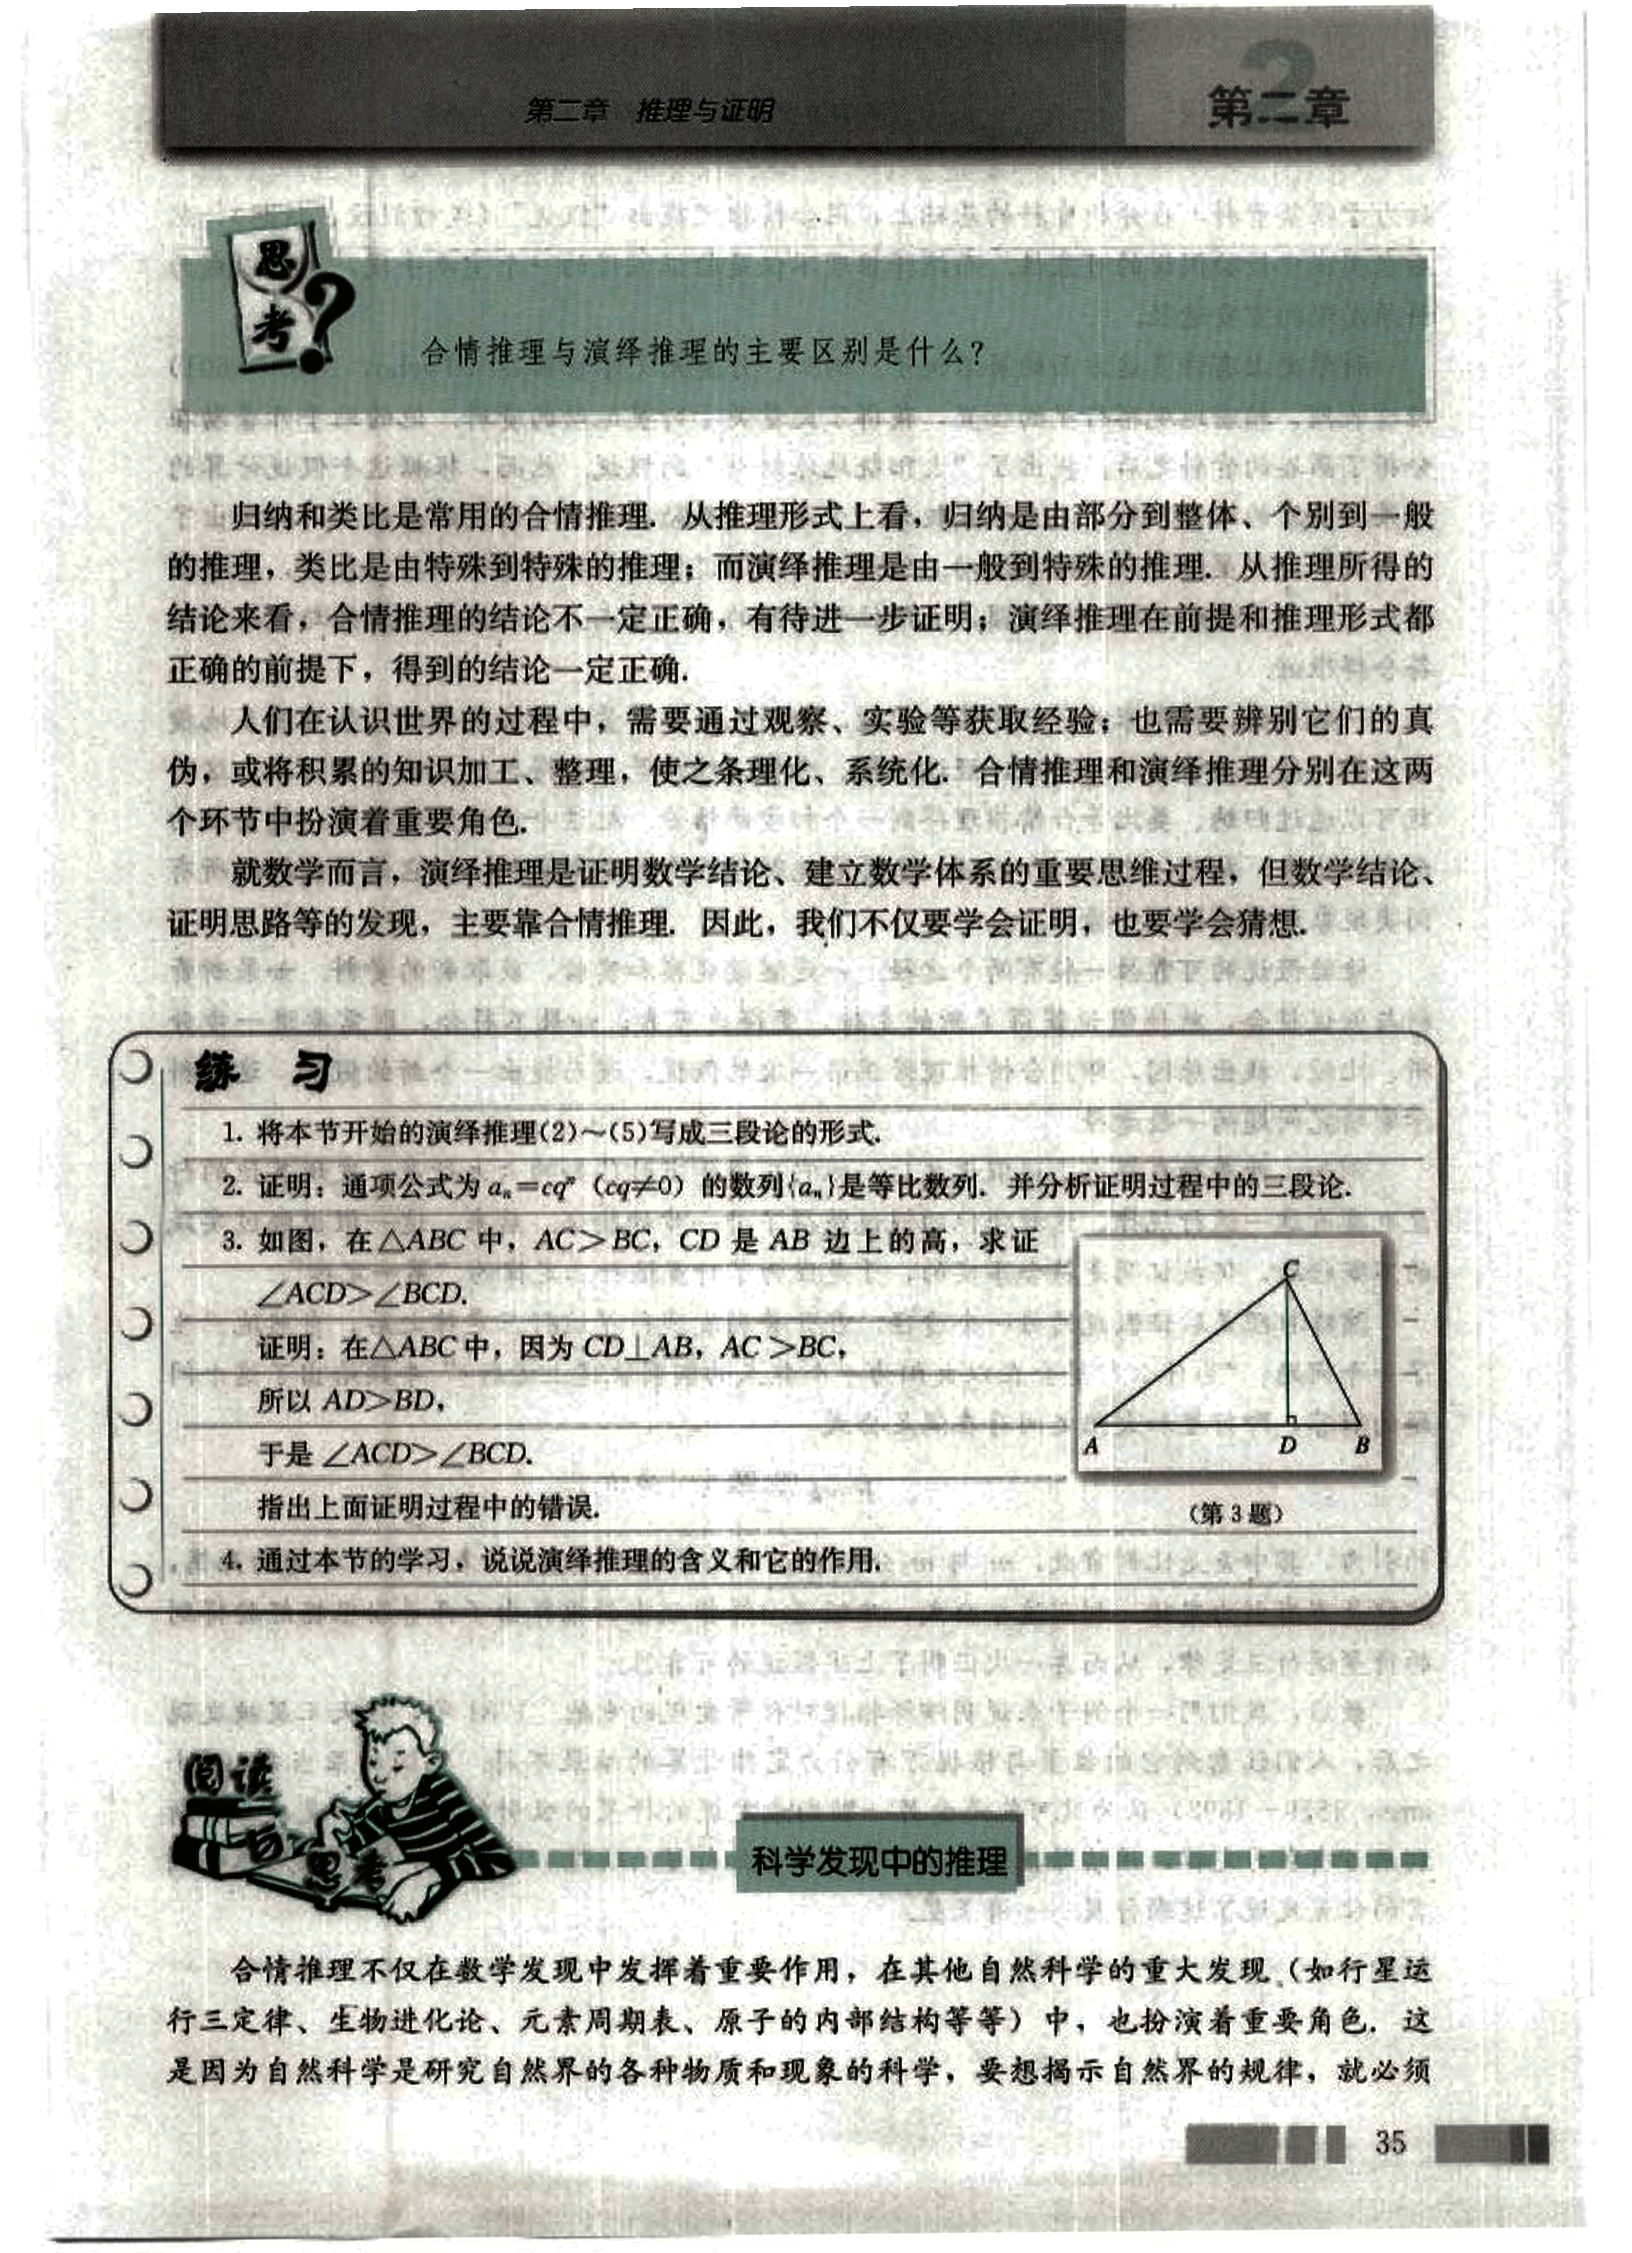 第二章 推理与证明
第二章
思考?
合情推理与演绎推理的主要区别是什么?
归纳和类比是常用的合情推理. 从推理形式上看,归纳是由部分到整体、个别到一般
的推理,类比是由特殊到特殊的推理;而演绎推理是由一般到特殊的推理. 从推理所得的
结论来看,合情推理的结论不一定正确,有待进一步证明;演绎推理在前提和推理形式都
正确的前提下,得到的结论一定正确.
人们在认识世界的过程中,需要通过观察、实验等获取经验;也需要辨别它们的真
伪,或将积累的知识加工、整理,使之条理化、系统化. 合情推理和演绎推理分别在这两
个环节中扮演着重要角色.
就数学而言,演绎推理是证明数学结论、建立数学体系的重要思维过程,但数学结论、
证明思路等的发现,主要靠合情推理. 因此,我们不仅要学会证明,也要学会猜想.
练 习
1. 将本节开始的演绎推理(2)~(5)写成三段论的形式.
2. 证明:通项公式为 aₙ=cqⁿ (cq≠0) 的数列{aₙ}是等比数列. 并分析证明过程中的三段论.
3. 如图,在△ABC 中,AC>BC,CD 是 AB 边上的高,求证
∠ACD>∠BCD.
证明:在△ABC 中,因为 CD⊥AB,AC>BC,
所以 AD>BD,
于是 ∠ACD>∠BCD.
指出上面证明过程中的错误.
C
A D B
(第 3 题)
4. 通过本节的学习,说说演绎推理的含义和它的作用.
阅读
与
思考
科学发现中的推理
合情推理不仅在数学发现中发挥着重要作用,在其他自然科学的重大发现(如行星运
行三定律、生物进化论、元素周期表、原子的内部结构等等)中,也扮演着重要角色. 这
是因为自然科学是研究自然界的各种物质和现象的科学,要想揭示自然界的规律,就必须
35